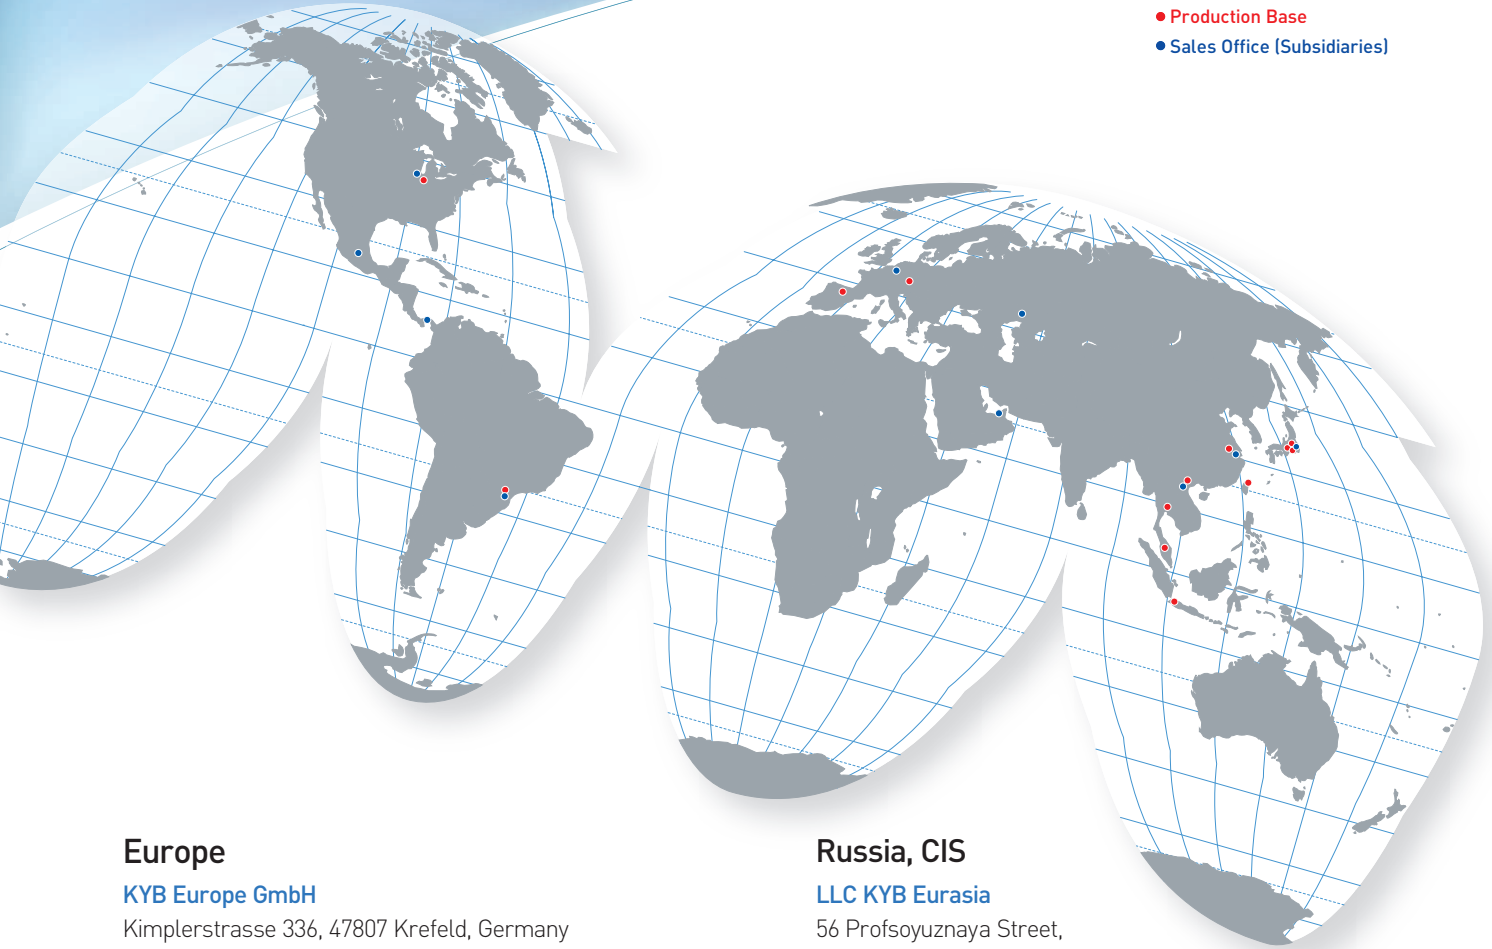 Production Base
Sales Office (Subsidiaries)
Europe
KYB Europe GmbH
Kimplerstrasse 336, 47807 Krefeld, Germany
Russia, CIS
LLC KYB Eurasia
56 Profsoyuznaya Street,